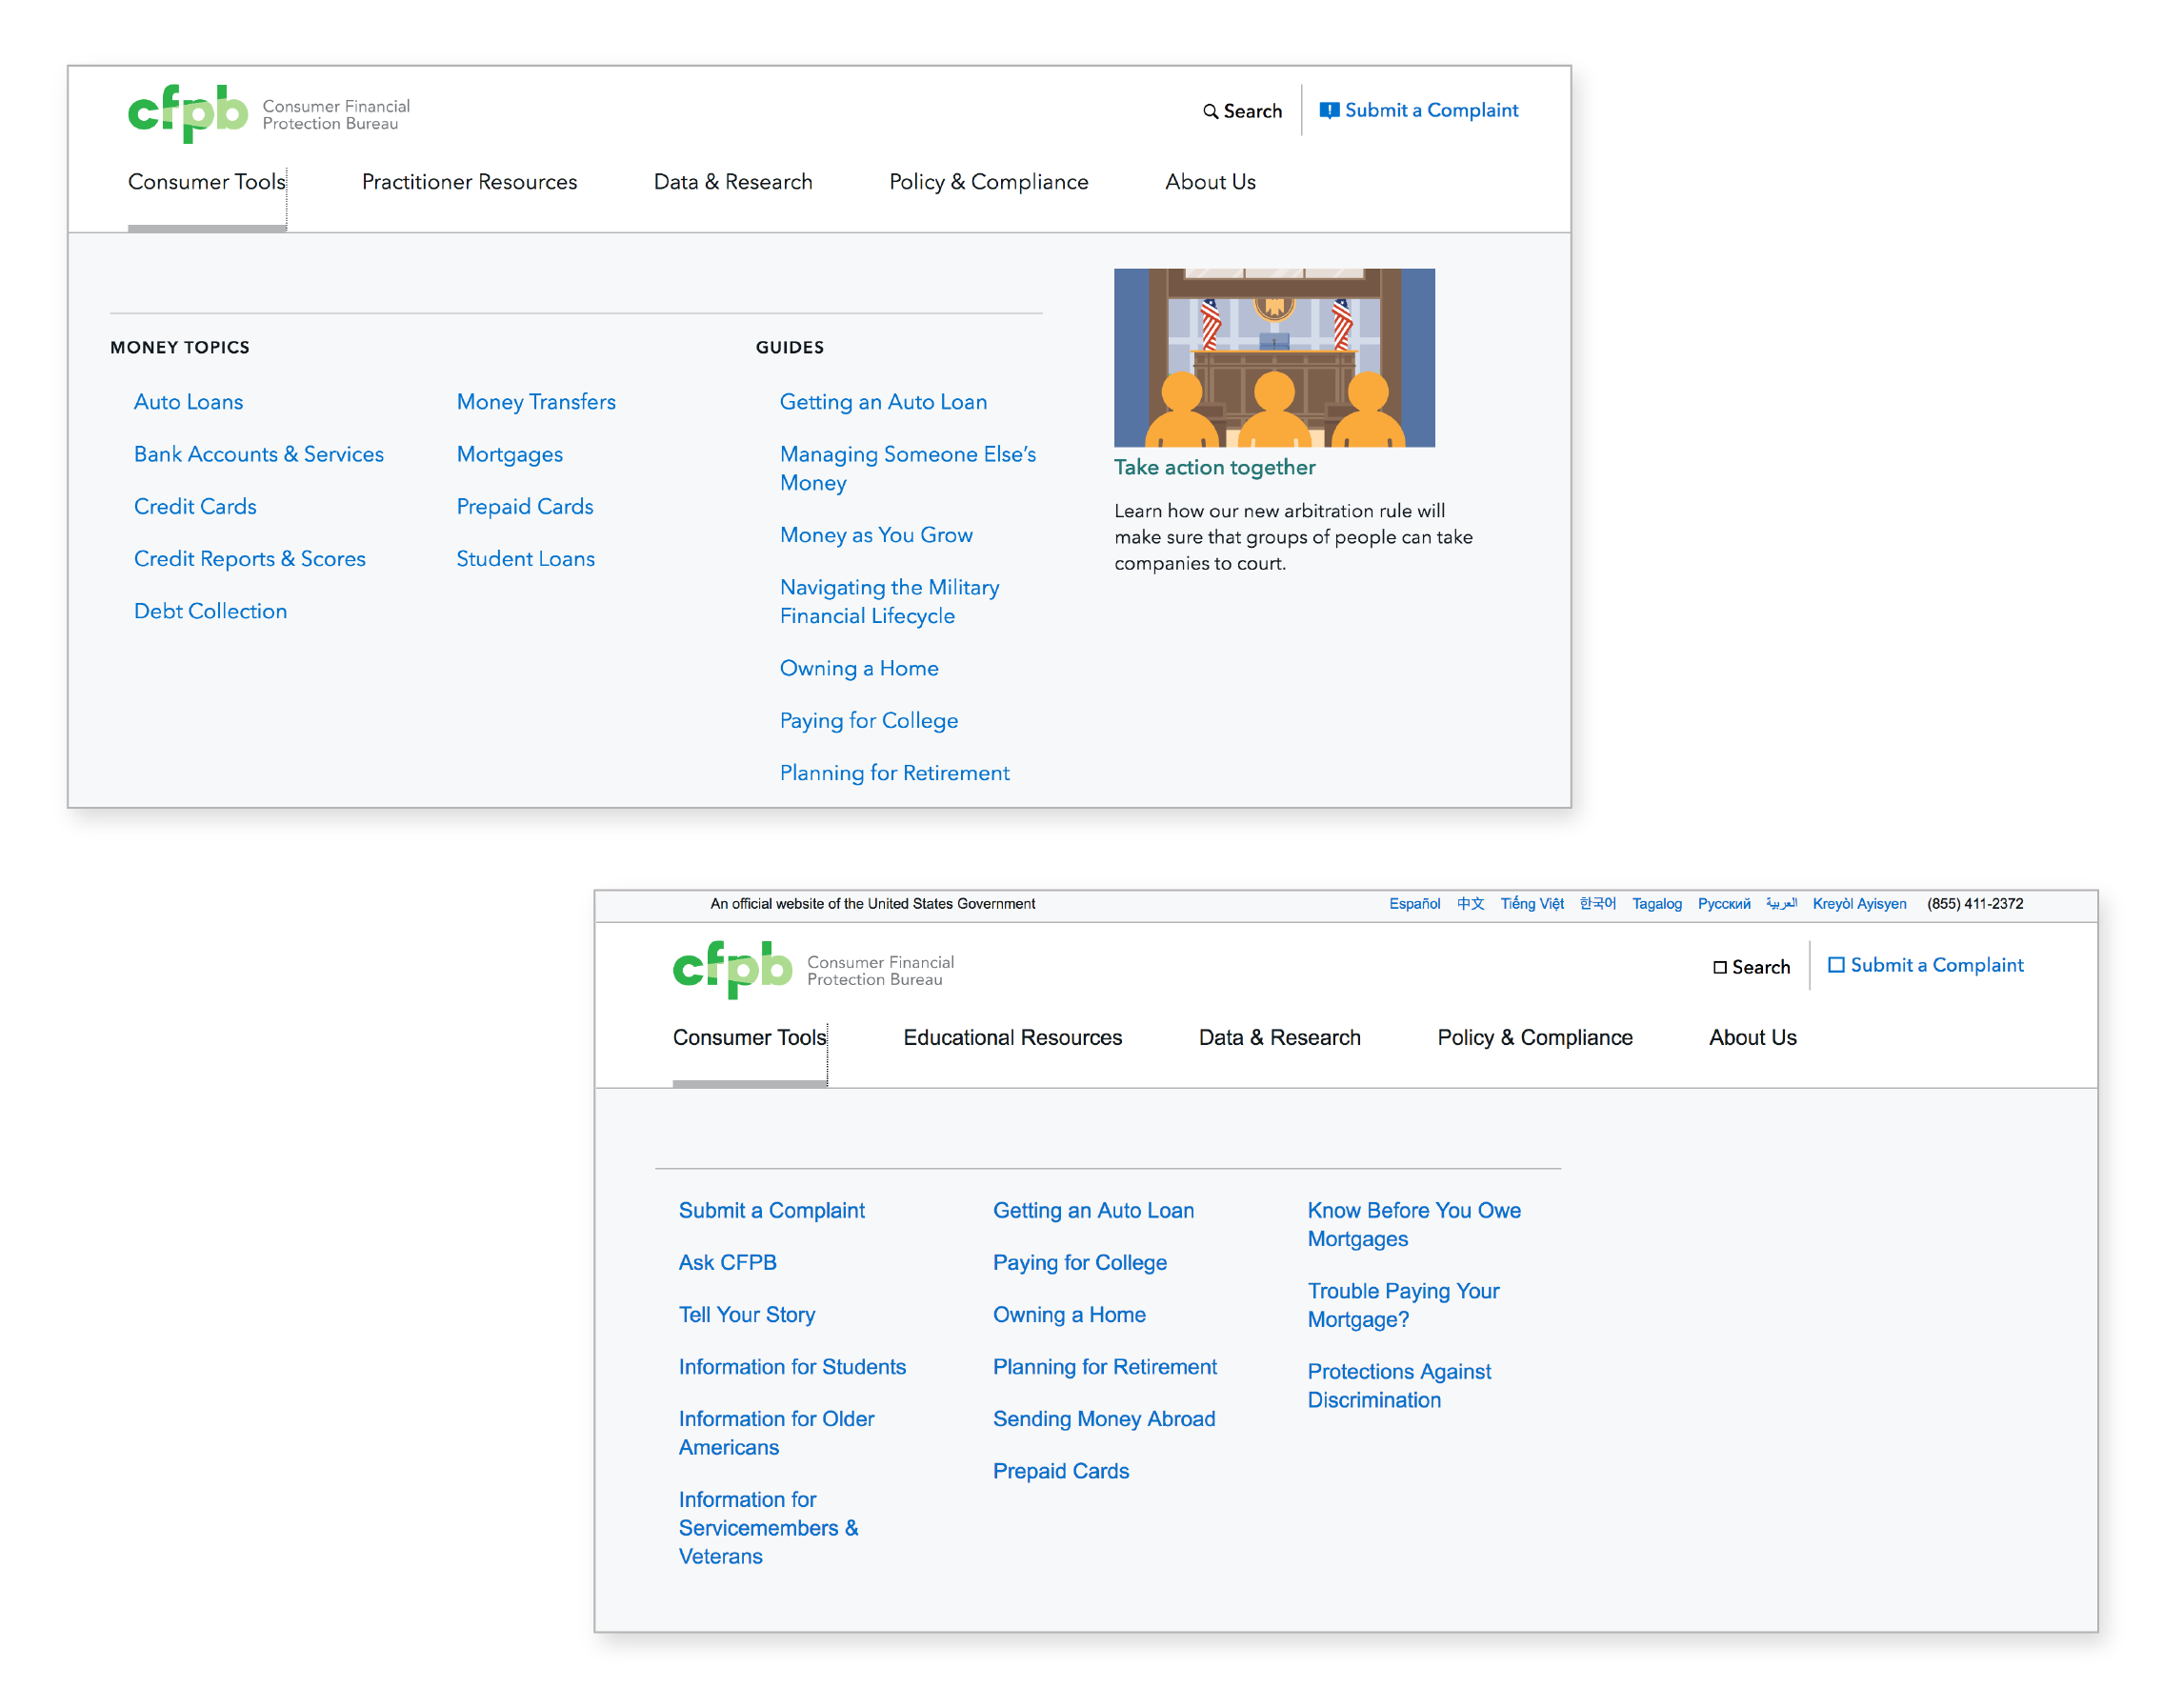 cfpb Consumer Financial
Protection Bureau
Search
Submit a Complaint
Consumer Tools
Practitioner Resources
Data & Research
Policy & Compliance
About Us
MONEY TOPICS
Auto Loans
Bank Accounts & Services
Credit Cards
Credit Reports & Scores
Debt Collection
Money Transfers
Mortgages
Prepaid Cards
Student Loans
GUIDES
Getting an Auto Loan
Managing Someone Else’s
Money
Money as You Grow
Navigating the Military
Financial Lifecycle
Owning a Home
Paying for College
Planning for Retirement
Take action together
Learn how our new arbitration rule will
make sure that groups of people can take
companies to court.
An official website of the United States Government
Español 中文 Tiếng Việt 한국어 Tagalog Русский العربية Kreyòl Ayisyen (855) 411-2372
cfpb Consumer Financial
Protection Bureau
Search
Submit a Complaint
Consumer Tools
Educational Resources
Data & Research
Policy & Compliance
About Us
Submit a Complaint
Ask CFPB
Tell Your Story
Information for Students
Information for Older
Americans
Information for
Servicemembers &
Veterans
Getting an Auto Loan
Paying for College
Owning a Home
Planning for Retirement
Sending Money Abroad
Prepaid Cards
Know Before You Owe
Mortgages
Trouble Paying Your
Mortgage?
Protections Against
Discrimination